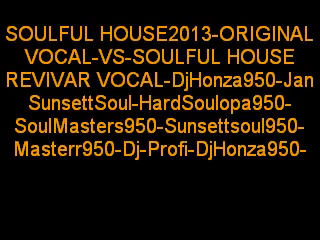 SOULFUL HOUSE2013-ORIGINAL
VOCAL-VS-SOULFUL HOUSE
REVIVAR VOCAL-DjHonza950-Jan
SunsettSoul-HardSoulopa950-
SoulMasters950-Sunsettsoul950-
Masterr950-Dj-Profi-DjHonza950-